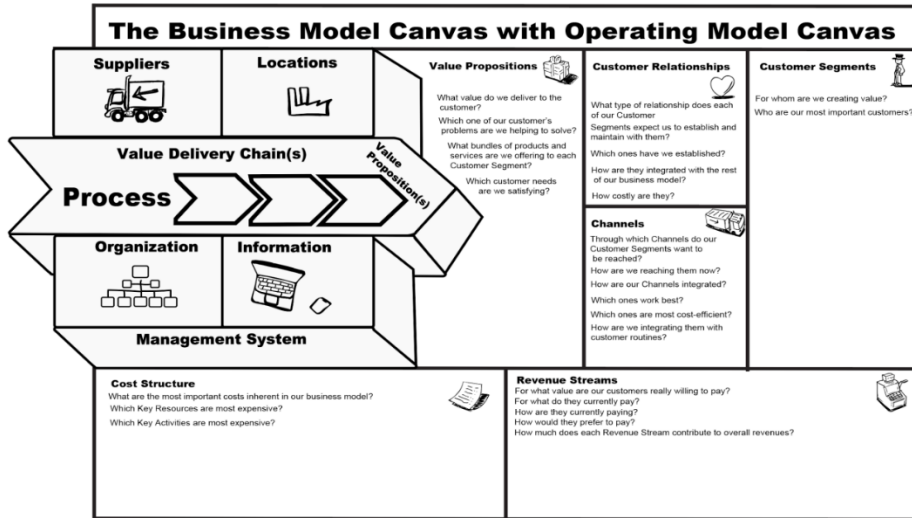 The Business Model Canvas with Operating Model Canvas
Suppliers
Locations
Value Delivery Chain(s)
Process
Value
Proposition(s)
Organization
Information
Management System
Value Propositions
What value do we deliver to the
customer?
Which one of our customer's
problems are we helping to solve?
What bundles of products and
services are we offering to each
Customer Segment?
Which customer needs
are we satisfying?
Customer Relationships
What type of relationship does each
of our Customer
Segments expect us to establish and
maintain with them?
Which ones have we established?
How are they integrated with the rest
of our business model?
How costly are they?
Channels
Through which Channels do our
Customer Segments want to
be reached?
How are we reaching them now?
How are our Channels integrated?
Which ones work best?
Which ones are most cost-efficient?
How are we integrating them with
customer routines?
Customer Segments
For whom are we creating value?
Who are our most important customers?
Cost Structure
What are the most important costs inherent in our business model?
Which Key Resources are most expensive?
Which Key Activities are most expensive?
Revenue Streams
For what value are our customers really willing to pay?
For what do they currently pay?
How are they currently paying?
How would they prefer to pay?
How much does each Revenue Stream contribute to overall revenues?